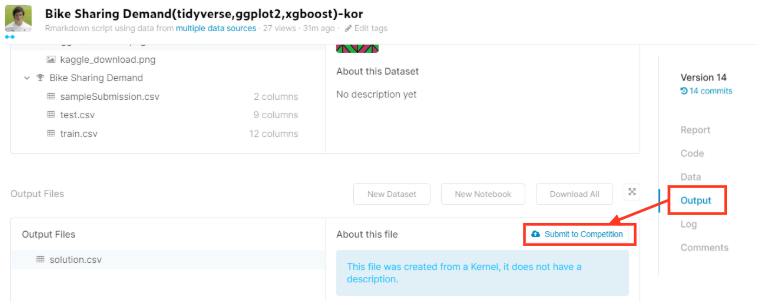 Bike Sharing Demand(tidyverse,ggplot2,xgboost)-kor
Rmarkdown script using data from multiple data sources · 27 views · 31m ago · Edit tags
kaggle_download.png
Bike Sharing Demand
sampleSubmission.csv 2 columns
test.csv 9 columns
train.csv 12 columns
About this Dataset
No description yet
Version 14
14 commits
Report
Code
Data
Output
Log
Comments
Output Files
New Dataset
New Notebook
Download All
Output Files
solution.csv
About this file
Submit to Competition
This file was created from a Kernel, it does not have a
description.